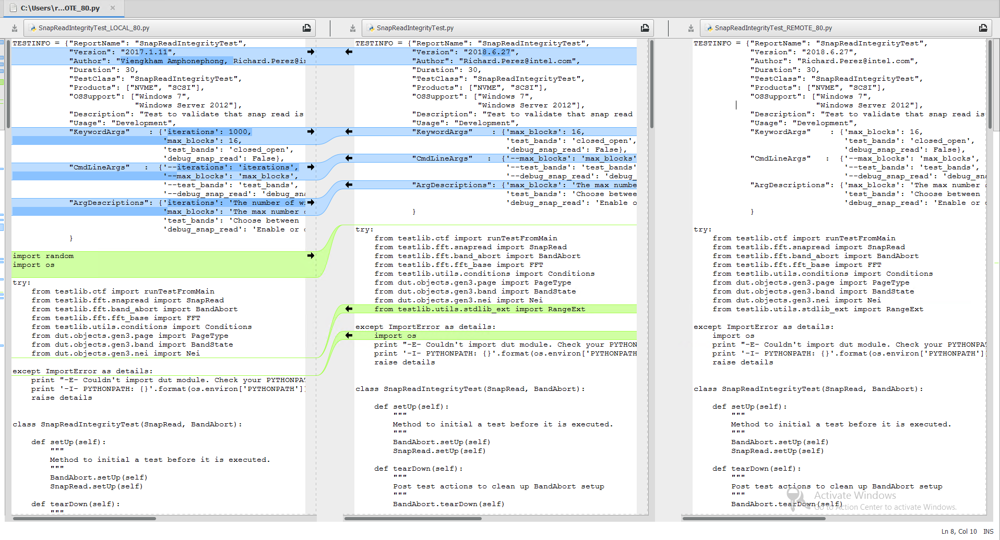 C:\Users\r...OTE_80.py
SnapReadIntegrityTest_LOCAL_80.py
TESTINFO = {"ReportName": "SnapReadIntegrityTest",
"Version": "2017.1.11",
"Author": "Viengkham Amphonephong, Richard.Perez@i
"Duration": 30,
"TestClass": "SnapReadIntegrityTest",
"Products": ["NVME", "SCSI"],
"OSSupport": ["Windows 7",
"Windows Server 2012"],
"Description": "Test to validate that snap read is
"Usage": "Development",
"KeywordArgs" : {'iterations': 1000,
'max_blocks': 16,
'test_bands': 'closed_open',
'debug_snap_read': False},
"CmdLineArgs" : {'--iterations': 'iterations',
'--max_blocks': 'max_blocks',
'--test_bands': 'test_bands',
'--debug_snap_read': 'debug_sna
"ArgDescriptions": {'iterations': 'The number of w
'max_blocks': 'The max number
'test_bands': 'Choose between
'debug_snap_read': 'Enable or
}
import random
import os
try:
from testlib.ctf import runTestFromMain
from testlib.fft.snapread import SnapRead
from testlib.fft.band_abort import BandAbort
from testlib.fft.fft_base import FFT
from testlib.utils.conditions import Conditions
from dut.objects.gen3.page import PageType
from dut.objects.gen3.band import BandState
from dut.objects.gen3.nei import Nei
except ImportError as details:
print "-E- Couldn't import dut module. Check your PYTHONPA
print '-I- PYTHONPATH: {}'.format(os.environ['PYTHONPATH']
raise details
class SnapReadIntegrityTest(SnapRead, BandAbort):
def setUp(self):
"""
Method to initial a test before it is executed.
"""
BandAbort.setUp(self)
SnapRead.setUp(self)
def tearDown(self):
"""
SnapReadIntegrityTest.py
TESTINFO = {"ReportName": "SnapReadIntegrityTest",
"Version": "2018.6.27",
"Author": "Richard.Perez@intel.com",
"Duration": 30,
"TestClass": "SnapReadIntegrityTest",
"Products": ["NVME", "SCSI"],
"OSSupport": ["Windows 7",
"Windows Server 2012"],
"Description": "Test to validate that snap read
"Usage": "Development",
"KeywordArgs" : {'max_blocks': 16,
'test_bands': 'closed_open',
'debug_snap_read': False},
"CmdLineArgs" : {'--max_blocks': 'max_blocks'
'--test_bands': 'test_bands'
'--debug_snap_read': 'debug_
"ArgDescriptions": {'max_blocks': 'The max numbe
'test_bands': 'Choose betwee
'debug_snap_read': 'Enable o
}
try:
from testlib.ctf import runTestFromMain
from testlib.fft.snapread import SnapRead
from testlib.fft.band_abort import BandAbort
from testlib.fft.fft_base import FFT
from testlib.utils.conditions import Conditions
from dut.objects.gen3.page import PageType
from dut.objects.gen3.band import BandState
from dut.objects.gen3.nei import Nei
from testlib.utils.stdlib_ext import RangeExt
except ImportError as details:
import os
print "-E- Couldn't import dut module. Check your PYTHON
print '-I- PYTHONPATH: {}'.format(os.environ['PYTHONPATH
raise details
class SnapReadIntegrityTest(SnapRead, BandAbort):
def setUp(self):
"""
Method to initial a test before it is executed.
"""
BandAbort.setUp(self)
SnapRead.setUp(self)
def tearDown(self):
"""
Post test actions to clean up BandAbort setup
"""
BandAbort.tearDown(self)
SnapReadIntegrityTest_REMOTE_80.py
TESTINFO = {"ReportName": "SnapReadIntegrityTest",
"Version": "2018.6.27",
"Author": "Richard.Perez@intel.com",
"Duration": 30,
"TestClass": "SnapReadIntegrityTest",
"Products": ["NVME", "SCSI"],
"OSSupport": ["Windows 7",
"Windows Server 2012"],
"Description": "Test to validate that snap read is
"Usage": "Development",
"KeywordArgs" : {'max_blocks': 16,
'test_bands': 'closed_open',
'debug_snap_read': False},
"CmdLineArgs" : {'--max_blocks': 'max_blocks',
'--test_bands': 'test_bands',
'--debug_snap_read': 'debug_sna
"ArgDescriptions": {'max_blocks': 'The max number
'test_bands': 'Choose between
'debug_snap_read': 'Enable or
}
try:
from testlib.ctf import runTestFromMain
from testlib.fft.snapread import SnapRead
from testlib.fft.band_abort import BandAbort
from testlib.fft.fft_base import FFT
from testlib.utils.conditions import Conditions
from dut.objects.gen3.page import PageType
from dut.objects.gen3.band import BandState
from dut.objects.gen3.nei import Nei
from testlib.utils.stdlib_ext import RangeExt
except ImportError as details:
import os
print "-E- Couldn't import dut module. Check your PYTHONPA
print '-I- PYTHONPATH: {}'.format(os.environ['PYTHONPATH']
raise details
class SnapReadIntegrityTest(SnapRead, BandAbort):
def setUp(self):
"""
Method to initial a test before it is executed.
"""
BandAbort.setUp(self)
SnapRead.setUp(self)
def tearDown(self):
"""
Post test actions to clean up BandAbort setup
"""
BandAbort.tearDown(self)
Activate Windows
Go to Action Center to activate Windows.
Ln 8, Col 10 INS